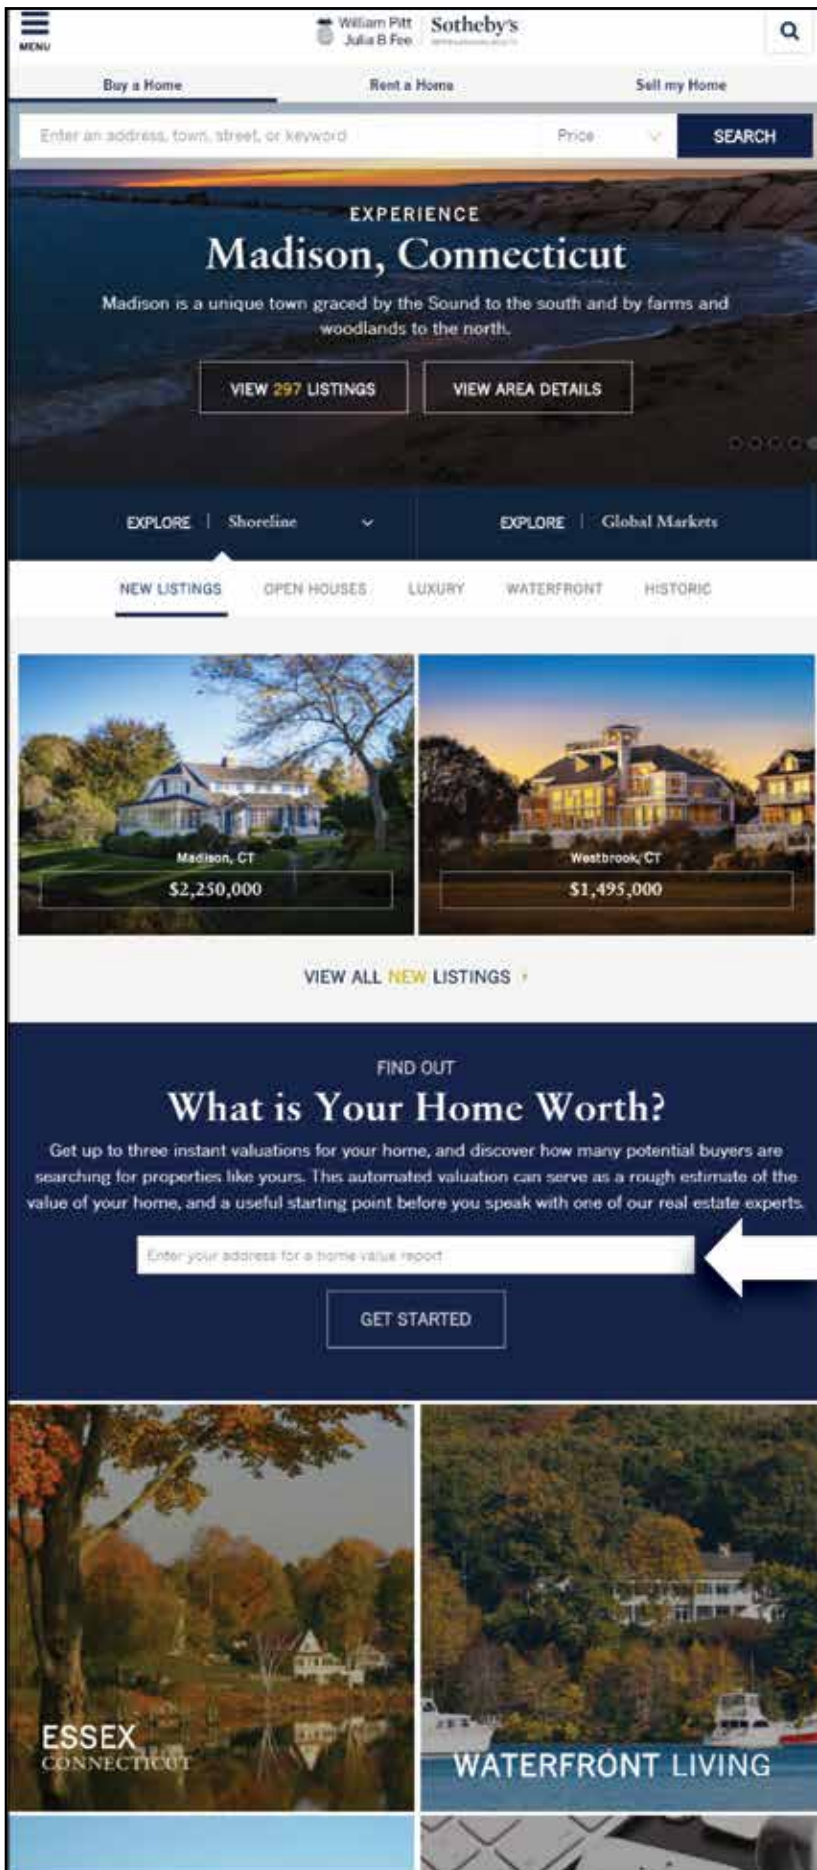 MENU
William Pitt
Julia B Fee
Sotheby's
Buy a Home
Rent a Home
Sell my Home
Enter an address, town, street, or keyword
Price
SEARCH
EXPERIENCE
Madison, Connecticut
Madison is a unique town graced by the Sound to the south and by farms and
woodlands to the north.
VIEW 297 LISTINGS
VIEW AREA DETAILS
EXPLORE | Shoreline
EXPLORE | Global Markets
NEW LISTINGS
OPEN HOUSES
LUXURY
WATERFRONT
HISTORIC
Madison, CT
$2,250,000
Westbrook, CT
$1,495,000
VIEW ALL NEW LISTINGS
FIND OUT
What is Your Home Worth?
Get up to three instant valuations for your home, and discover how many potential buyers are
searching for properties like yours. This automated valuation can serve as a rough estimate of the
value of your home, and a useful starting point before you speak with one of our real estate experts.
Enter your address for a home value report
GET STARTED
ESSEX
CONNECTICUT
WATERFRONT LIVING